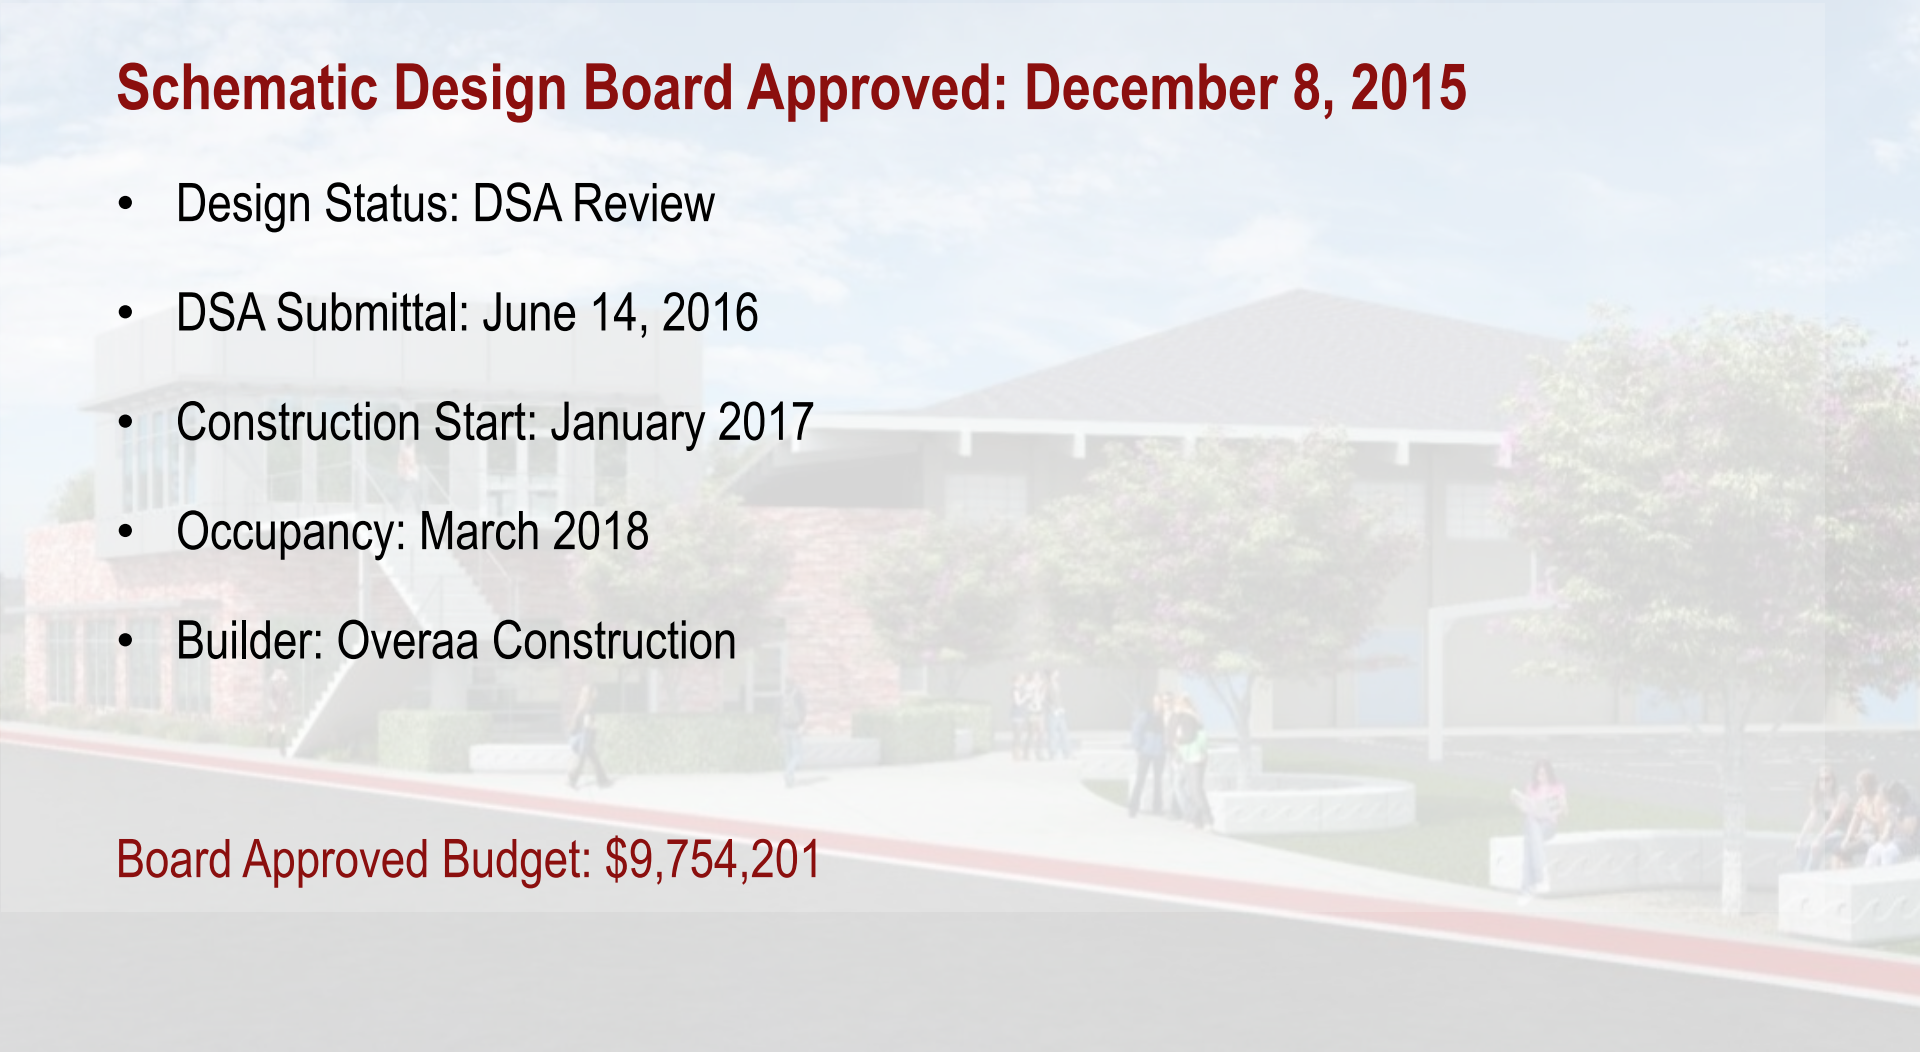 Schematic Design Board Approved: December 8, 2015
• Design Status: DSA Review
• DSA Submittal: June 14, 2016
• Construction Start: January 2017
• Occupancy: March 2018
• Builder: Overaa Construction
Board Approved Budget: $9,754,201